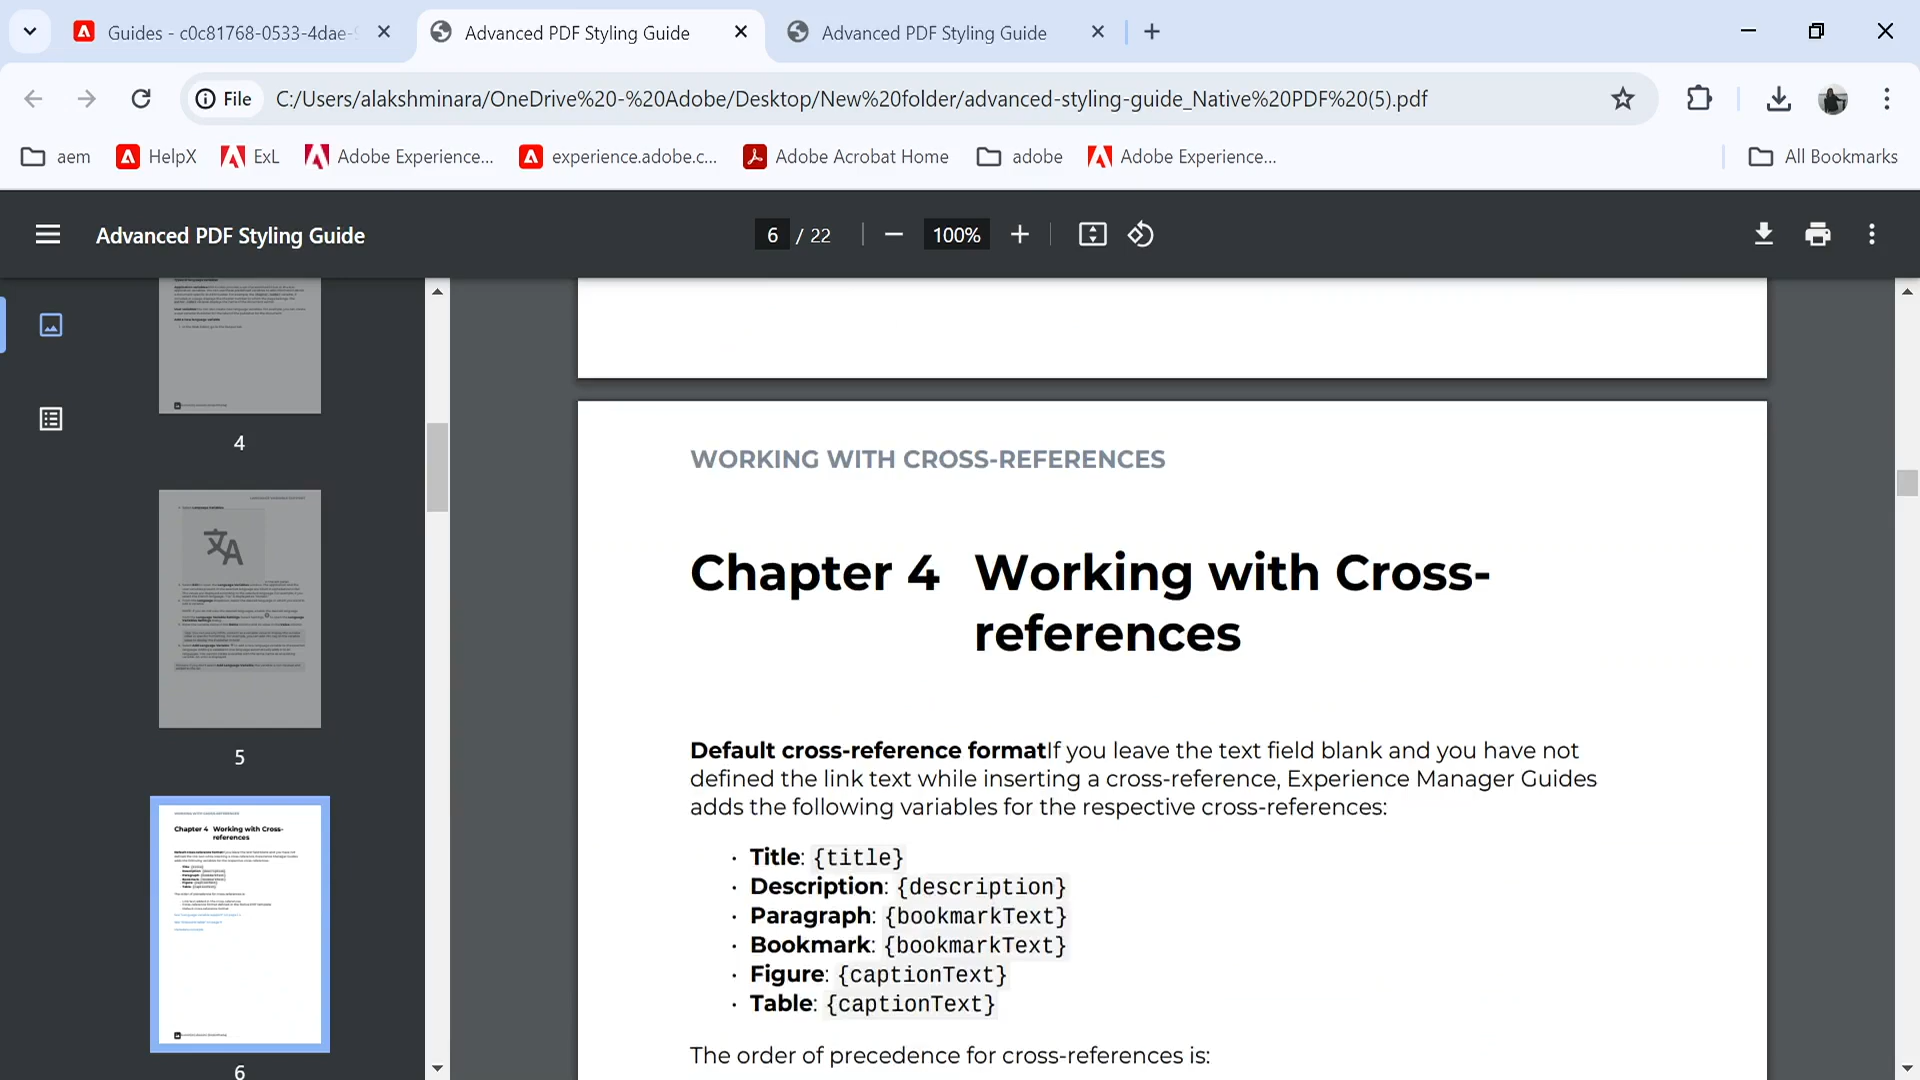 Guides - c0c81768-0533-4dae-
Advanced PDF Styling Guide
Advanced PDF Styling Guide
File
C:/Users/alakshminara/OneDrive%20-%20Adobe/Desktop/New%20folder/advanced-styling-guide_Native%20PDF%20(5).pdf
aem
HelpX
ExL
Adobe Experience...
experience.adobe.c...
Adobe Acrobat Home
adobe
Adobe Experience...
All Bookmarks
Advanced PDF Styling Guide
6 / 22
100%
4
5
Chapter 4 Working with Cross-
references
6
WORKING WITH CROSS-REFERENCES
Chapter 4 Working with Cross-
references
Default cross-reference formatIf you leave the text field blank and you have not
defined the link text while inserting a cross-reference, Experience Manager Guides
adds the following variables for the respective cross-references:
· Title: {title}
· Description: {description}
· Paragraph: {bookmarkText}
· Bookmark: {bookmarkText}
· Figure: {captionText}
· Table: {captionText}
The order of precedence for cross-references is: